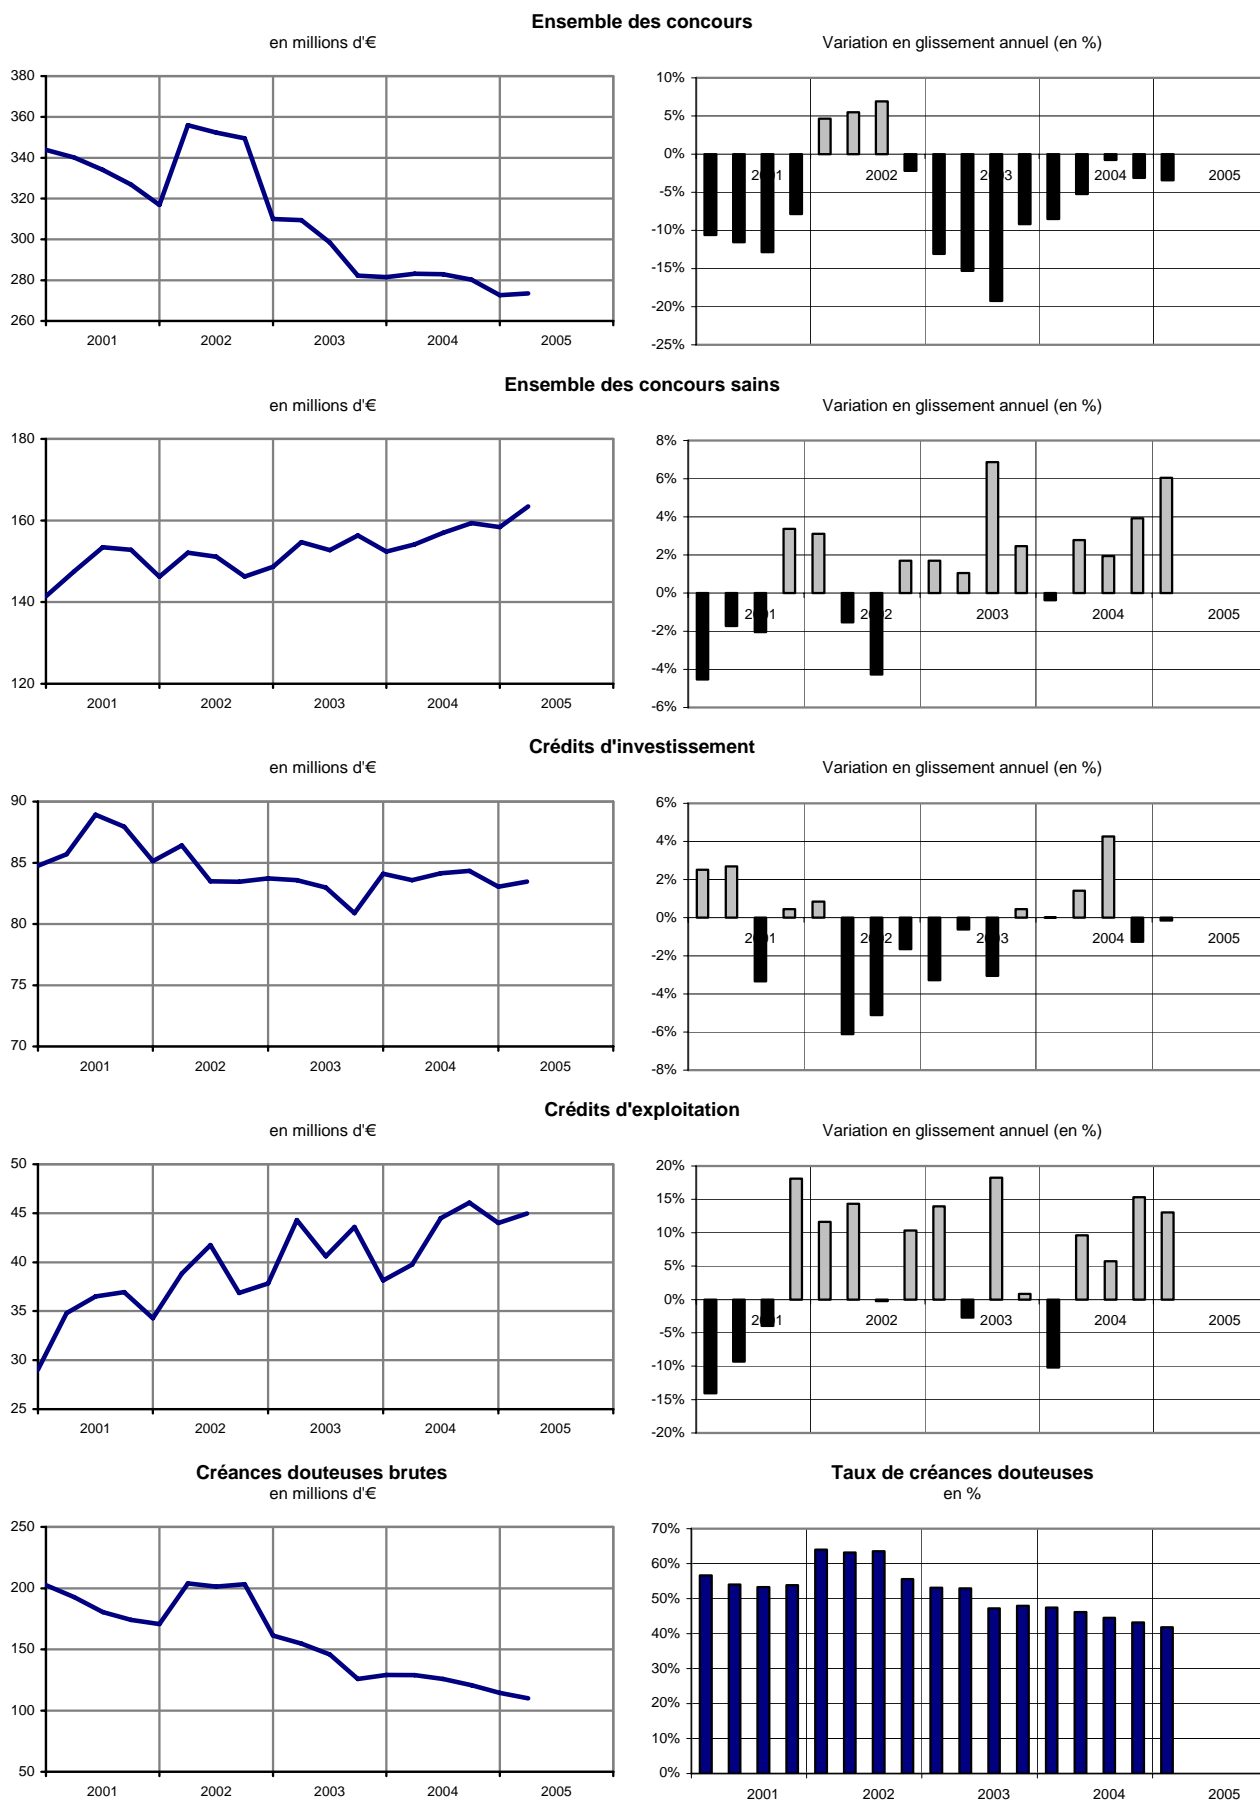 Ensemble des concours
en millions d'€
Variation en glissement annuel (en %)
380
360
340
320
300
280
260
2001 2002 2003 2004 2005
10%
5%
0%
-5%
-10%
-15%
-20%
-25%
2001 2002 2003 2004 2005
Ensemble des concours sains
en millions d'€
Variation en glissement annuel (en %)
180
160
140
120
2001 2002 2003 2004 2005
8%
6%
4%
2%
0%
-2%
-4%
-6%
2001 2002 2003 2004 2005
Crédits d'investissement
en millions d'€
Variation en glissement annuel (en %)
90
85
80
75
70
2001 2002 2003 2004 2005
6%
4%
2%
0%
-2%
-4%
-6%
-8%
2001 2002 2003 2004 2005
Crédits d'exploitation
en millions d'€
Variation en glissement annuel (en %)
50
45
40
35
30
25
2001 2002 2003 2004 2005
20%
15%
10%
5%
0%
-5%
-10%
-15%
-20%
2001 2002 2003 2004 2005
Créances douteuses brutes
en millions d'€
250
200
150
100
50
2001 2002 2003 2004 2005
Taux de créances douteuses
en %
70%
60%
50%
40%
30%
20%
10%
0%
2001 2002 2003 2004 2005